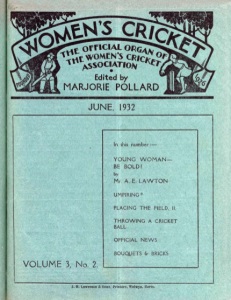 WOMEN'S CRICKET
THE OFFICIAL ORGAN OF
THE WOMEN'S CRICKET
ASSOCIATION
Edited by
MARJORIE POLLARD
JUNE, 1932
In this number:—
YOUNG WOMAN—
BE BOLD!
by
Mr. A. E. LAWTON
UMPIRING
PLACING THE FIELD, II.
THROWING A CRICKET
BALL
OFFICIAL NEWS
BOUQUETS & BRICKS
VOLUME 3, No. 2.